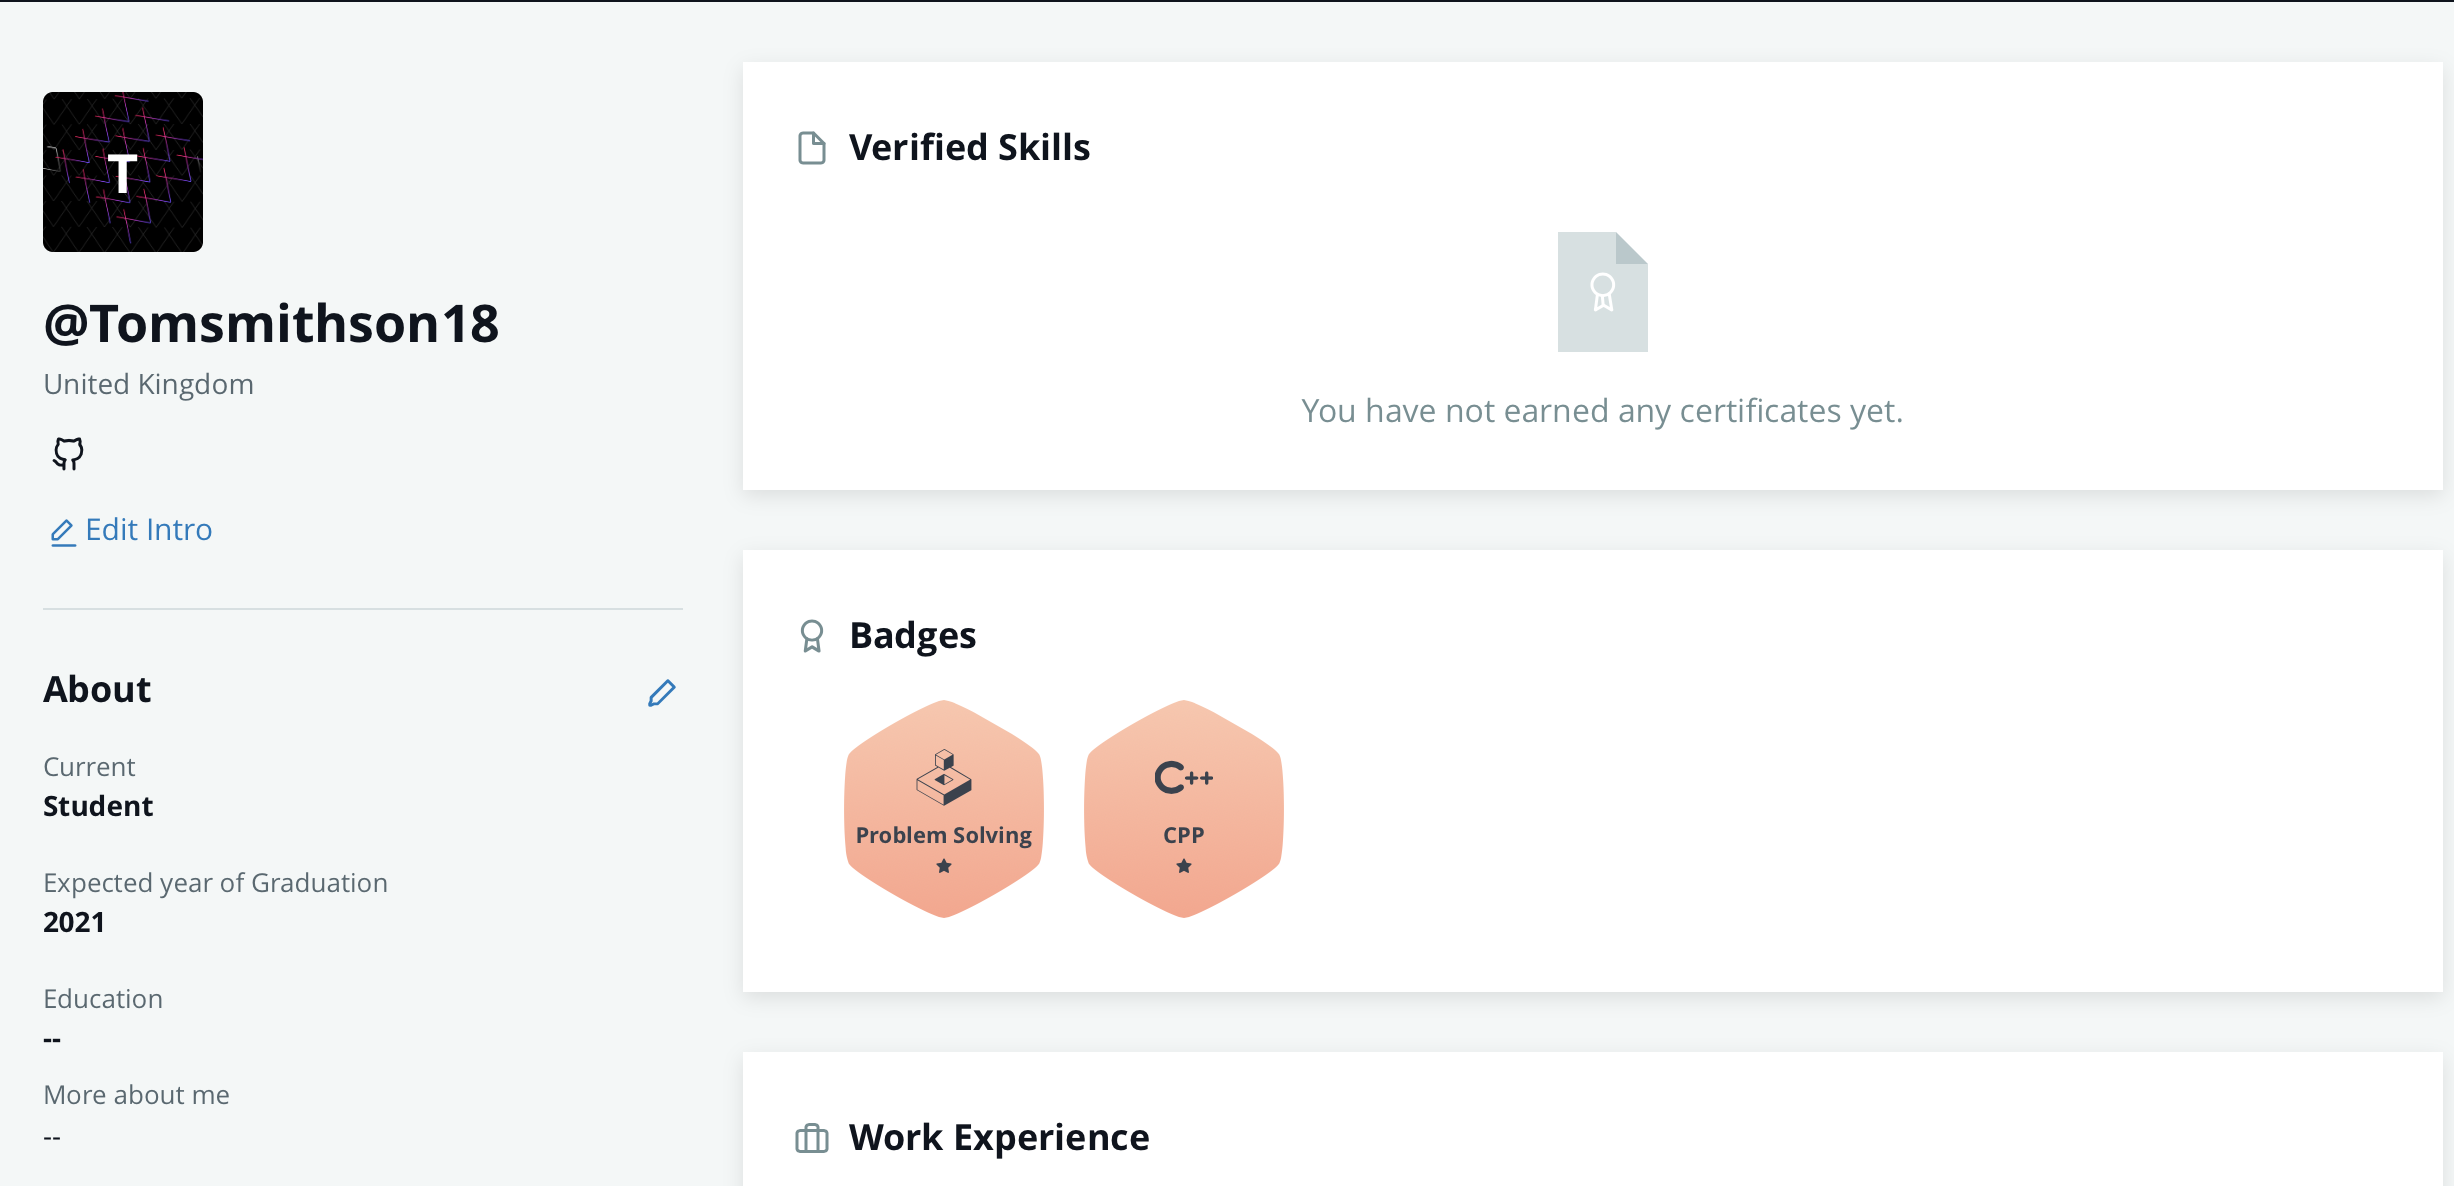 T
@Tomsmithson18
United Kingdom
Edit Intro
About
Current
Student
Expected year of Graduation
2021
Education
--
More about me
--
Verified Skills
You have not earned any certificates yet.
Badges
C++
Problem Solving
CPP
Work Experience